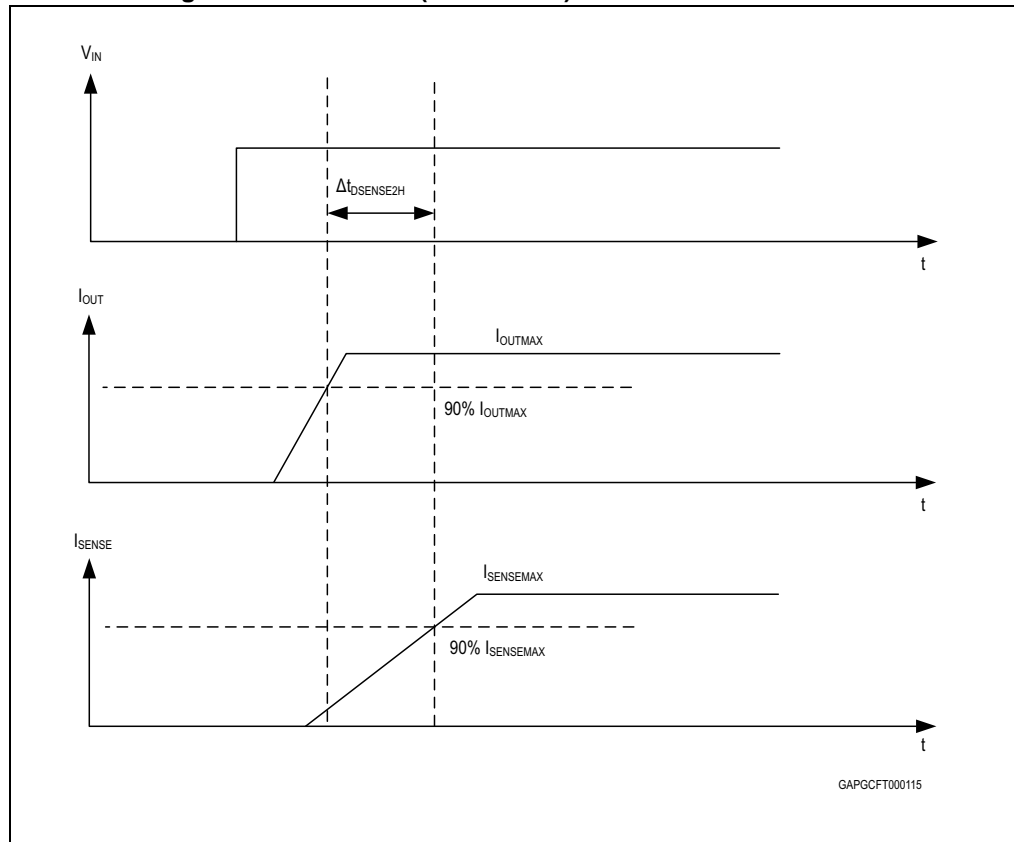 V_IN
Δt_DSENSE2H
t
I_OUT
I_OUTMAX
90% I_OUTMAX
t
I_SENSE
I_SENSEMAX
90% I_SENSEMAX
t
GAPGCFT000115